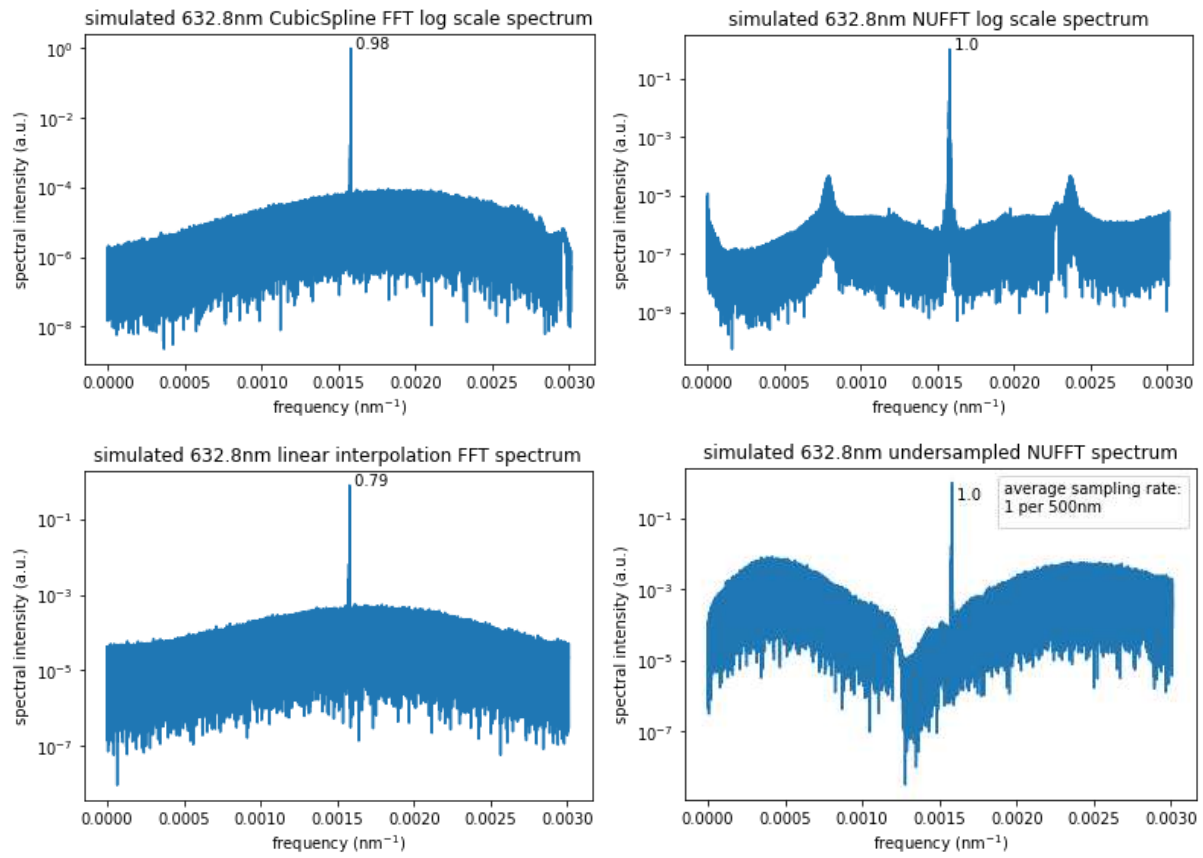 simulated 632.8nm CubicSpline FFT log scale spectrum
0.98
10⁰
10⁻²
10⁻⁴
10⁻⁶
10⁻⁸
spectral intensity (a.u.)
0.0000 0.0005 0.0010 0.0015 0.0020 0.0025 0.0030
frequency (nm⁻¹)
simulated 632.8nm NUFFT log scale spectrum
1.0
10⁻¹
10⁻³
10⁻⁵
10⁻⁷
10⁻⁹
spectral intensity (a.u.)
0.0000 0.0005 0.0010 0.0015 0.0020 0.0025 0.0030
frequency (nm⁻¹)
simulated 632.8nm linear interpolation FFT spectrum
0.79
10⁻¹
10⁻³
10⁻⁵
10⁻⁷
spectral intensity (a.u.)
0.0000 0.0005 0.0010 0.0015 0.0020 0.0025 0.0030
frequency (nm⁻¹)
simulated 632.8nm undersampled NUFFT spectrum
1.0
average sampling rate:
1 per 500nm
10⁻¹
10⁻³
10⁻⁵
10⁻⁷
spectral intensity (a.u.)
0.0000 0.0005 0.0010 0.0015 0.0020 0.0025 0.0030
frequency (nm⁻¹)